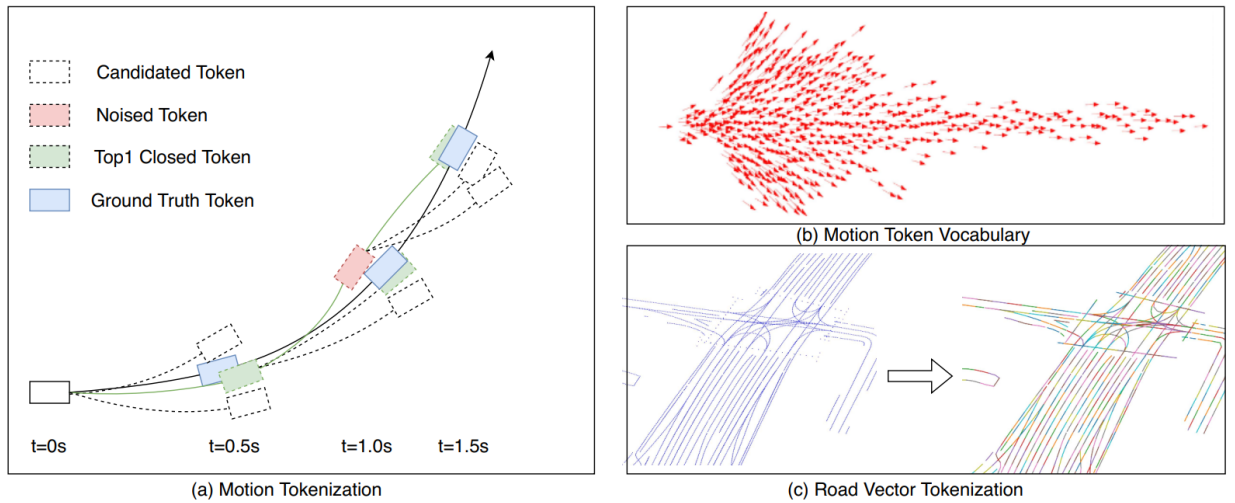 Candidated Token
Noised Token
Top1 Closed Token
Ground Truth Token
t=0s
t=0.5s
t=1.0s
t=1.5s
(a) Motion Tokenization
(b) Motion Token Vocabulary
(c) Road Vector Tokenization